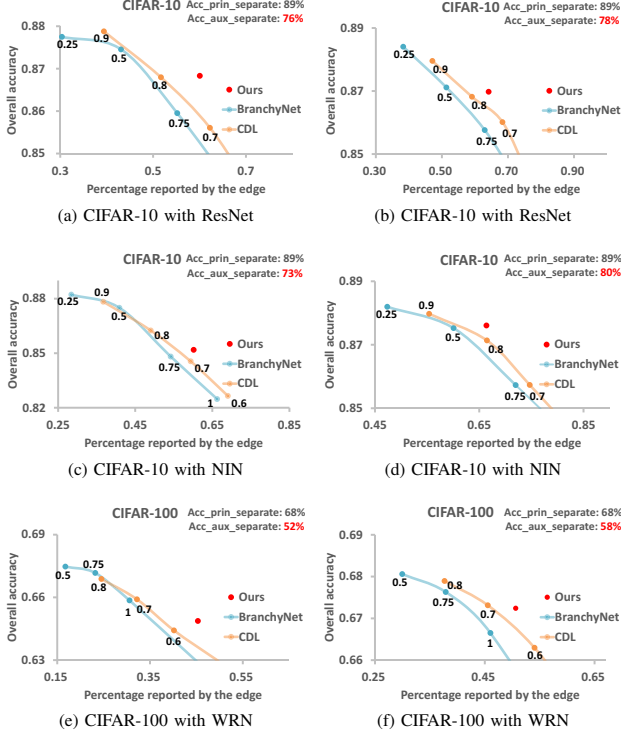 CIFAR-10 Acc_prin_separate: 89%
Acc_aux_separate: 76%
Overall accuracy
0.88
0.87
0.86
0.85
0.25
0.9
0.5
0.8
0.75
0.7
Ours
BranchyNet
CDL
0.3 0.5 0.7
Percentage reported by the edge
(a) CIFAR-10 with ResNet
CIFAR-10 Acc_prin_separate: 89%
Acc_aux_separate: 78%
Overall accuracy
0.89
0.87
0.85
0.25
0.9
0.5
0.8
0.75
0.7
Ours
BranchyNet
CDL
0.30 0.50 0.70 0.90
Percentage reported by the edge
(b) CIFAR-10 with ResNet
CIFAR-10 Acc_prin_separate: 89%
Acc_aux_separate: 73%
Overall accuracy
0.88
0.85
0.82
0.25
0.9
0.5
0.8
0.75
0.7
1
0.6
Ours
BranchyNet
CDL
0.25 0.45 0.65 0.85
Percentage reported by the edge
(c) CIFAR-10 with NIN
CIFAR-10 Acc_prin_separate: 89%
Acc_aux_separate: 80%
Overall accuracy
0.89
0.87
0.85
0.25
0.9
0.5
0.8
0.75
0.7
Ours
BranchyNet
CDL
0.45 0.65 0.85
Percentage reported by the edge
(d) CIFAR-10 with NIN
CIFAR-100 Acc_prin_separate: 68%
Acc_aux_separate: 52%
Overall accuracy
0.69
0.66
0.63
0.5
0.75
0.8
1
0.7
0.6
Ours
BranchyNet
CDL
0.15 0.35 0.55
Percentage reported by the edge
(e) CIFAR-100 with WRN
CIFAR-100 Acc_prin_separate: 68%
Acc_aux_separate: 58%
Overall accuracy
0.69
0.68
0.67
0.66
0.5
0.8
0.75
0.7
1
0.6
Ours
BranchyNet
CDL
0.25 0.45 0.65
Percentage reported by the edge
(f) CIFAR-100 with WRN